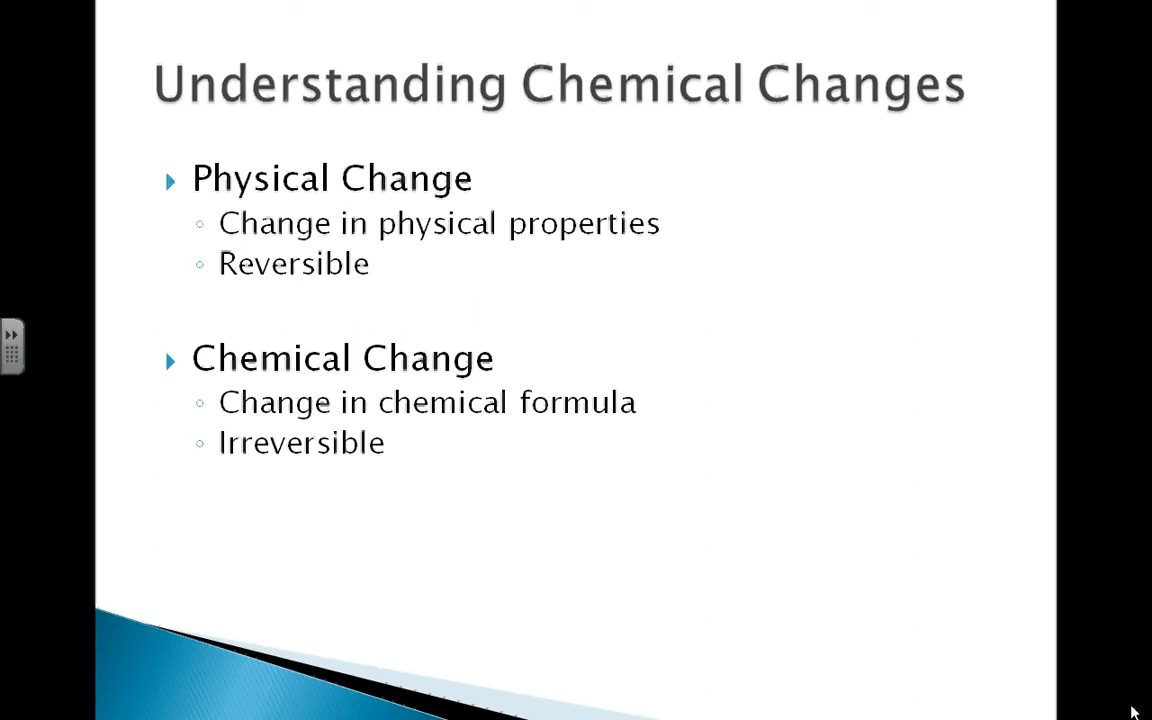 Understanding Chemical Changes
Physical Change
Change in physical properties
Reversible
Chemical Change
Change in chemical formula
Irreversible